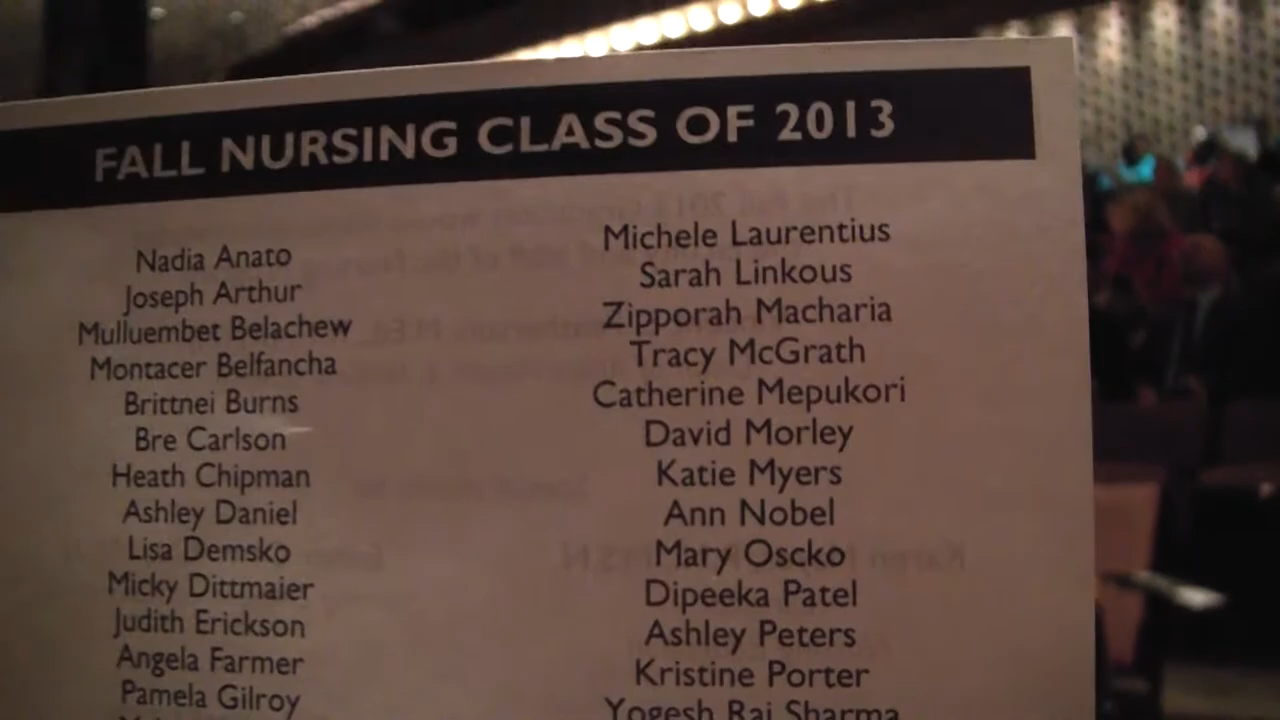 FALL NURSING CLASS OF 2013
Nadia Anato
Joseph Arthur
Mulluembet Belachew
Montacer Belfancha
Brittnei Burns
Bre Carlson
Heath Chipman
Ashley Daniel
Lisa Demsko
Micky Dittmaier
Judith Erickson
Angela Farmer
Pamela Gilroy
Michele Laurentius
Sarah Linkous
Zipporah Macharia
Tracy McGrath
Catherine Mepukori
David Morley
Katie Myers
Ann Nobel
Mary Oscko
Dipeeka Patel
Ashley Peters
Kristine Porter
Yogesh Raj Sharma